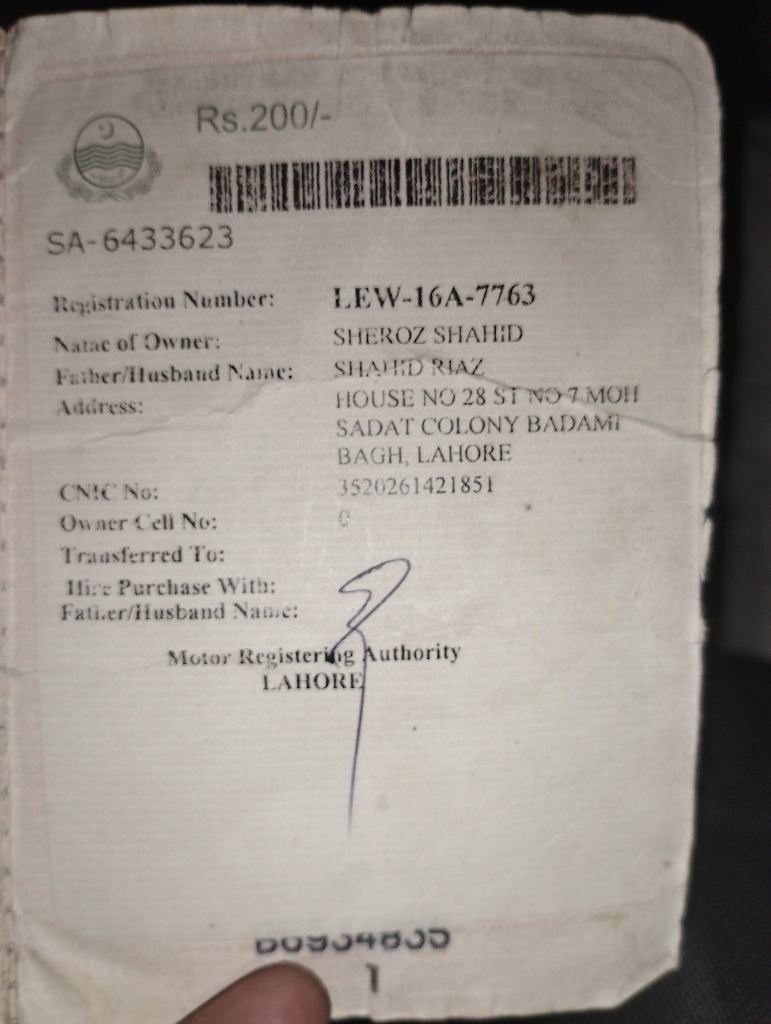 Rs.200/-
SA-6433623
Registration Number: LEW-16A-7763
Name of Owner: SHEROZ SHAHID
Father/Husband Name: SHAHID RIAZ
Address: HOUSE NO 28 ST NO 7 MOH
SADAT COLONY BADAMI
BAGH, LAHORE
CNIC No: 3520261421851
Owner Cell No: 0
Transferred To:
Hire Purchase With:
Father/Husband Name:
Motor Registering Authority
LAHORE
1